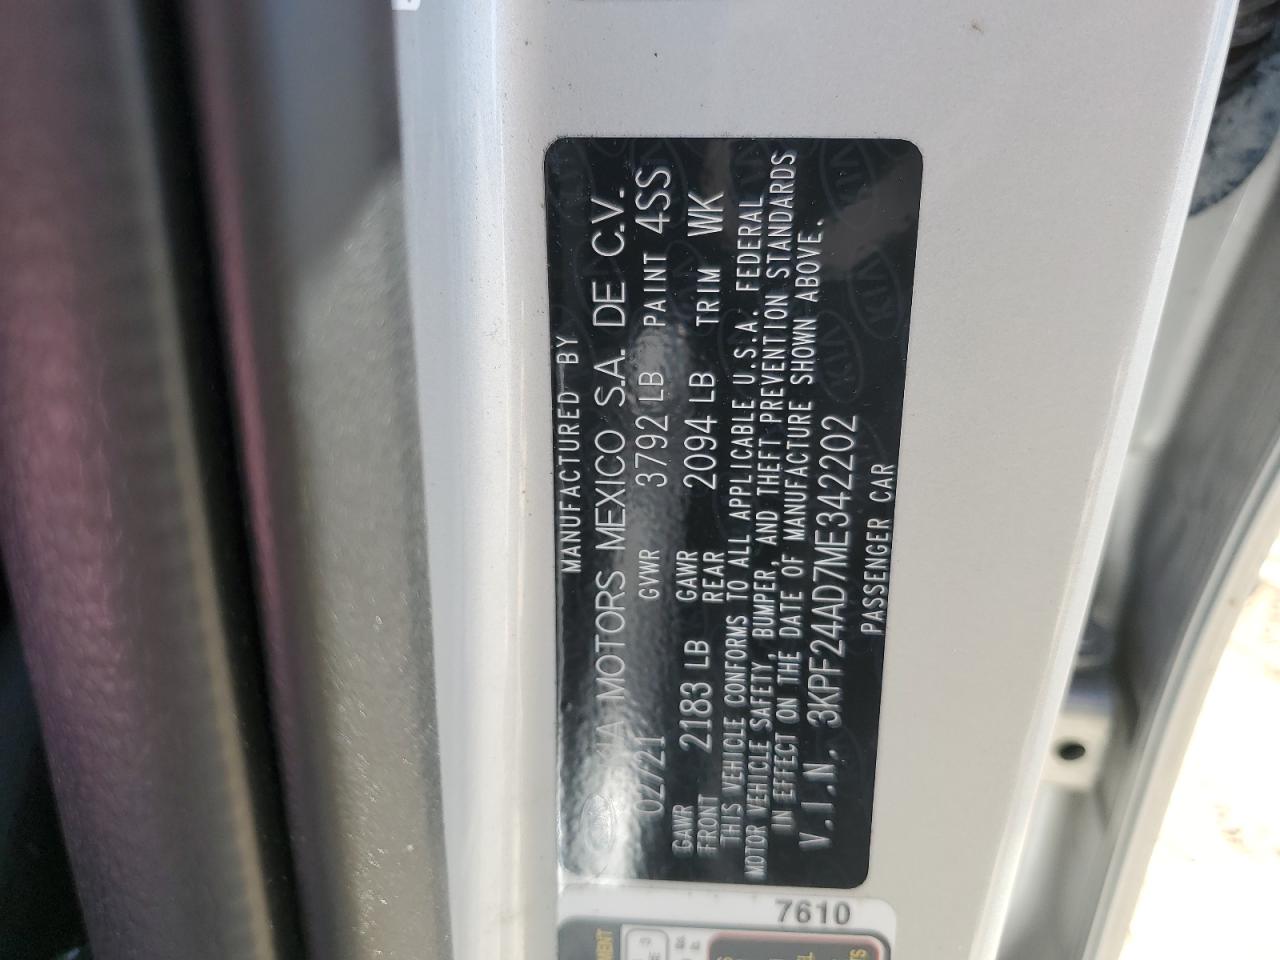 MANUFACTURED BY
KIA MOTORS MEXICO S.A. DE C.V.
02/21 GVWR 3792 LB PAINT 4SS
GAWR FRONT 2183 LB GAWR REAR 2094 LB TRIM WK
THIS VEHICLE CONFORMS TO ALL APPLICABLE U.S.A. FEDERAL
MOTOR VEHICLE SAFETY, BUMPER, AND THEFT PREVENTION STANDARDS
IN EFFECT ON THE DATE OF MANUFACTURE SHOWN ABOVE.
V.I.N. 3KPF24AD7ME342202
PASSENGER CAR
KIA
7610